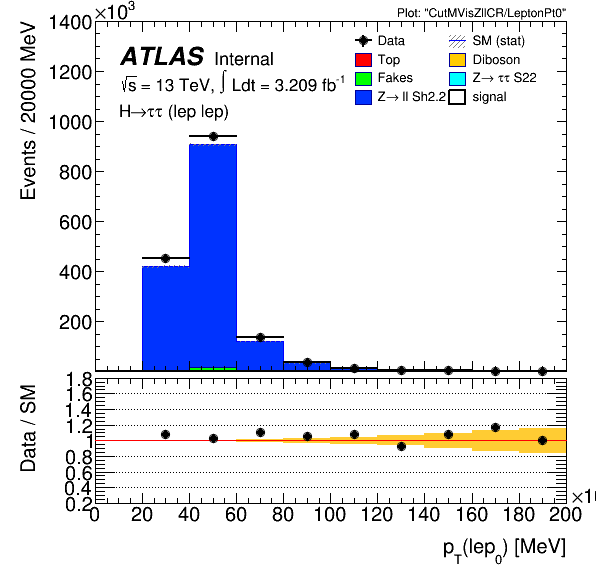 Plot: "CutMVisZllCR/LeptonPt0"
×10³
1400
1200
1000
800
600
400
200
Events / 20000 MeV
ATLAS Internal
√s = 13 TeV, ∫ Ldt = 3.209 fb⁻¹
H→ττ (lep lep)
Data
Top
Fakes
Z→ ll Sh2.2
SM (stat)
Diboson
Z→ ττ S22
signal
Data / SM
1.8
1.6
1.4
1.2
1
0.8
0.6
0.4
0.2
0 20 40 60 80 100 120 140 160 180 200
p_T(lep_0) [MeV]